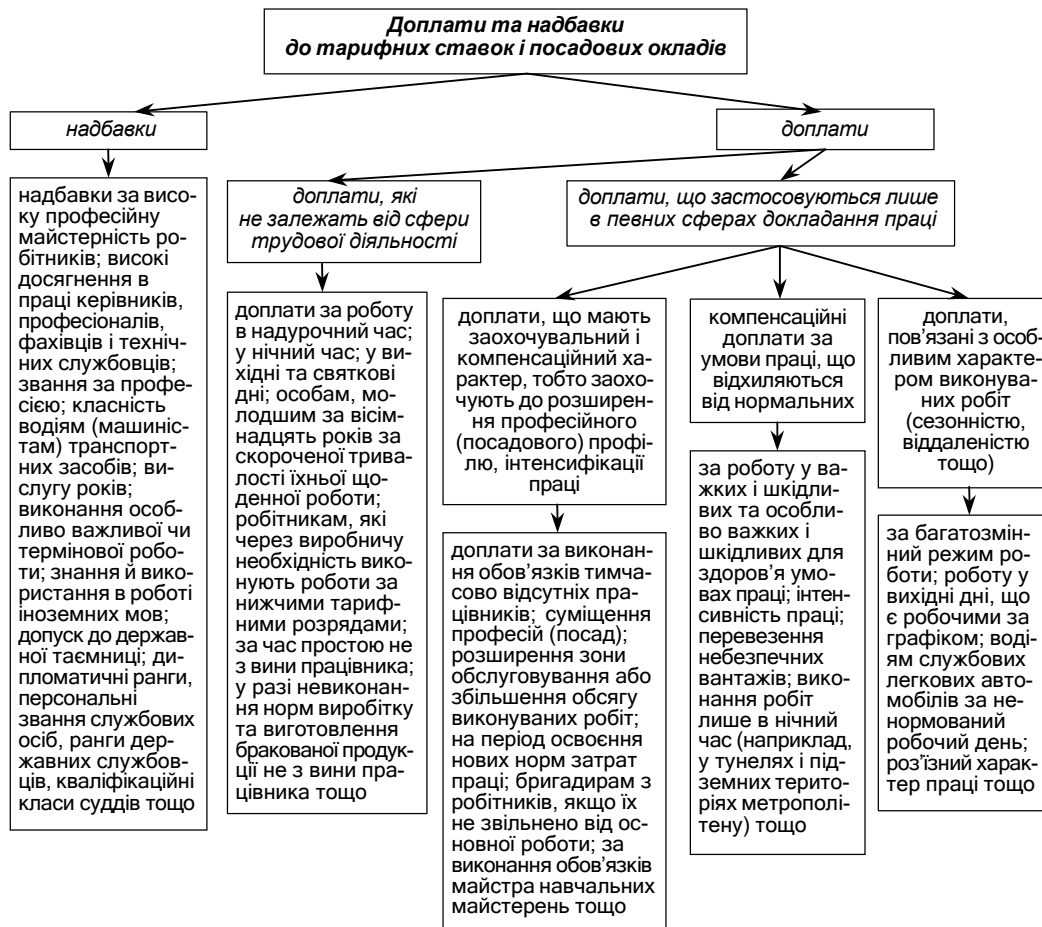 Доплати та надбавки
до тарифних ставок і посадових окладів
надбавки
доплати
надбавки за висо-
ку професійну
майстерність ро-
бітників; високі
досягнення в
праці керівників,
професіоналів,
фахівців і техніч-
них службовців;
звання за профе-
сією; класність
водіям (машиніс-
там) транспорт-
них засобів; ви-
слугу років;
виконання особ-
ливо важливої чи
термінової робо-
ти; знання й вико-
ристання в роботі
іноземних мов;
допуск до держав-
ної таємниці; ди-
пломатичні ранги,
персональні
звання службових
осіб, ранги дер-
жавних службов-
ців, кваліфікаційні
класи суддів тощо
доплати, які
не залежать від сфери
трудової діяльності
доплати за роботу
в надурочний час;
у нічний час; у ви-
хідні та святкові
дні; особам, мо-
лодшим за вісім-
надцять років за
скороченої трива-
лості їхньої що-
денної роботи;
робітникам, які
через виробничу
необхідність вико-
нують роботи за
нижчими тариф-
ними розрядами;
за час простою не
з вини працівника;
у разі невиконан-
ня норм виробітку
та виготовлення
бракованої продук-
ції не з вини пра-
цівника тощо
доплати, що застосовуються лише
в певних сферах докладання праці
доплати, що мають
заохочувальний і
компенсаційний ха-
рактер, тобто заохо-
чують до розширен-
ня професійного
(посадового) профі-
лю, інтенсифікації
праці
доплати за виконан-
ня обов’язків тимча-
сово відсутніх пра-
цівників; суміщення
професій (посад);
розширення зони
обслуговування або
збільшення обсягу
виконуваних робіт;
на період освоєння
нових норм затрат
праці; бригадирам з
робітників, якщо їх
не звільнено від ос-
новної роботи; за
виконання обов’язків
майстра навчальних
майстерень тощо
компенсаційні
доплати за
умови праці, що
відхиляються
від нормальних
за роботу у ва-
жких і шкідли-
вих та особли-
во важких і
шкідливих для
здоров’я умо-
вах праці; інтен-
сивність праці;
перевезення
небезпечних
вантажів; вико-
нання робіт
лише в нічний
час (наприклад,
у тунелях і під-
земних територ-
іях метрополі-
тену) тощо
доплати,
пов’язані з особ-
ливим характе-
ром виконува-
них робіт
(сезонністю,
віддаленістю
тощо)
за багатозмін-
ний режим ро-
боти; роботу у
вихідні дні, що
є робочими за
графіком; воді-
ям службових
легкових авто-
мобілів за не-
нормований
робочий день;
роз’їзний харак-
тер праці тощо